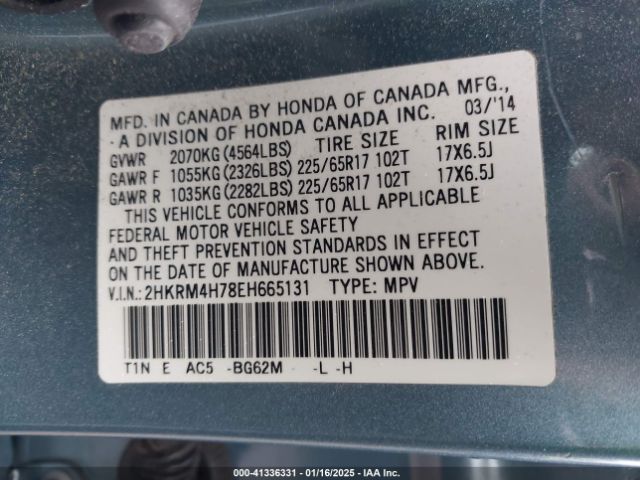 MFD. IN CANADA BY HONDA OF CANADA MFG.,
- A DIVISION OF HONDA CANADA INC. 03/'14
GVWR 2070KG(4564LBS) TIRE SIZE RIM SIZE
GAWR F 1055KG(2326LBS) 225/65R17 102T 17X6.5J
GAWR R 1035KG(2282LBS) 225/65R17 102T 17X6.5J
THIS VEHICLE CONFORMS TO ALL APPLICABLE
FEDERAL MOTOR VEHICLE SAFETY
AND THEFT PREVENTION STANDARDS IN EFFECT
ON THE DATE OF MANUFACTURE SHOWN ABOVE.
V.I.N.:2HKRM4H78EH665131 TYPE: MPV
T1N E AC5 -BG62M -L -H
000-41336331 - 01/16/2025 - IAA Inc.